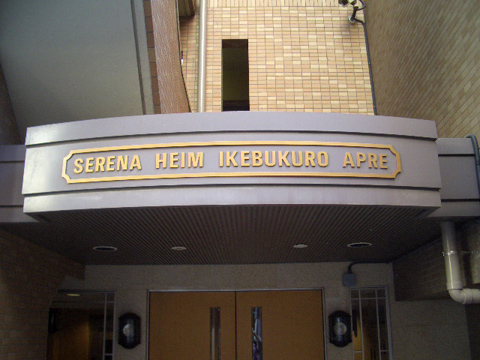 SERENA HEIM IKEBUKURO APRE